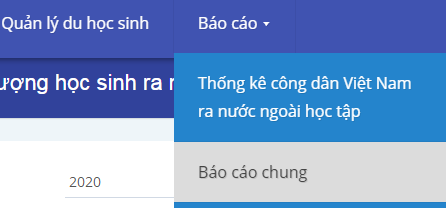 Quản lý du học sinh
Báo cáo
ượng học sinh ra
Thống kê công dân Việt Nam
ra nước ngoài học tập
Báo cáo chung
2020